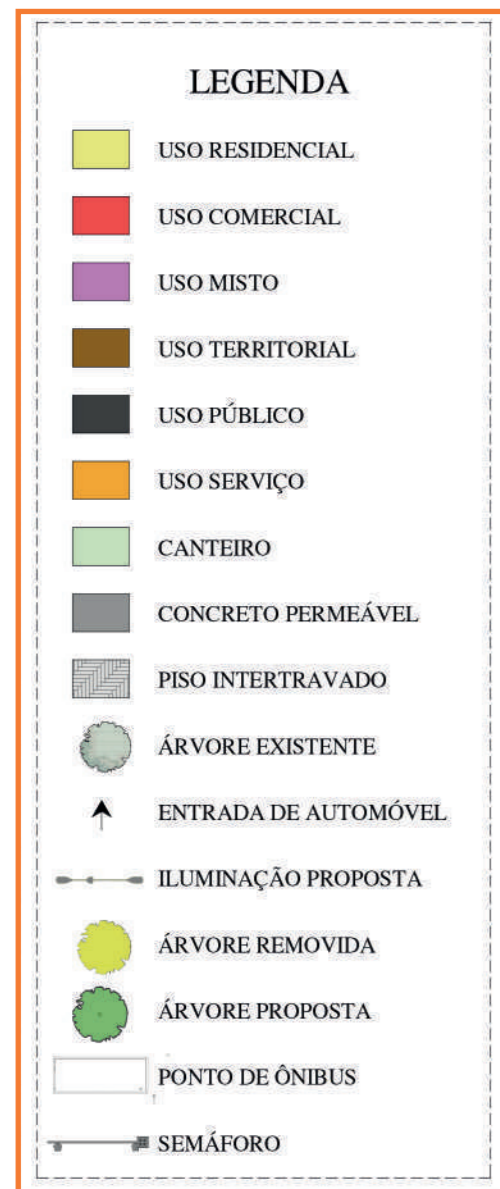 LEGENDA
USO RESIDENCIAL
USO COMERCIAL
USO MISTO
USO TERRITORIAL
USO PÚBLICO
USO SERVIÇO
CANTEIRO
CONCRETO PERMEÁVEL
PISO INTERTRAVADO
ÁRVORE EXISTENTE
ENTRADA DE AUTOMÓVEL
ILUMINAÇÃO PROPOSTA
ÁRVORE REMOVIDA
ÁRVORE PROPOSTA
PONTO DE ÔNIBUS
SEMÁFORO